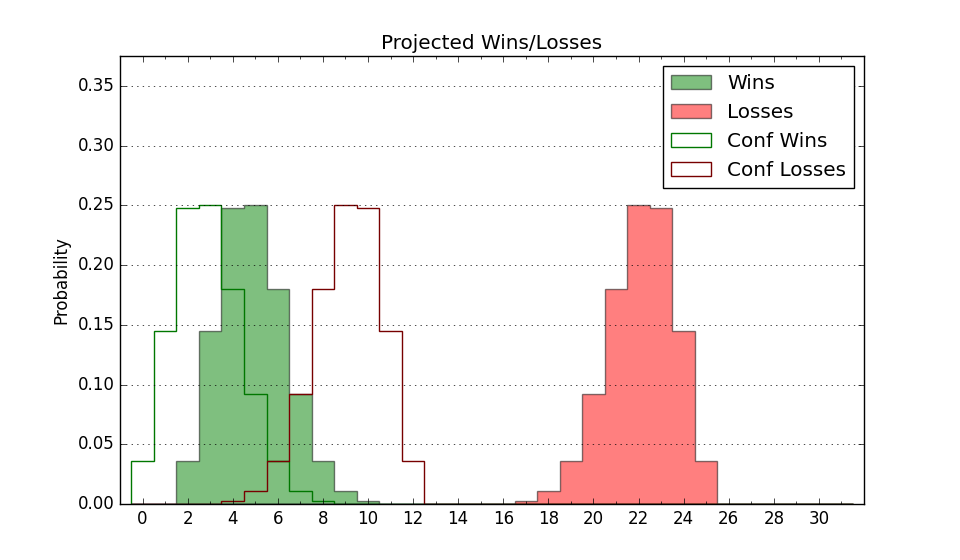 Projected Wins/Losses
Wins
Losses
Conf Wins
Conf Losses
Probability
0.35
0.30
0.25
0.20
0.15
0.10
0.05
0.00
0 2 4 6 8 10 12 14 16 18 20 22 24 26 28 30